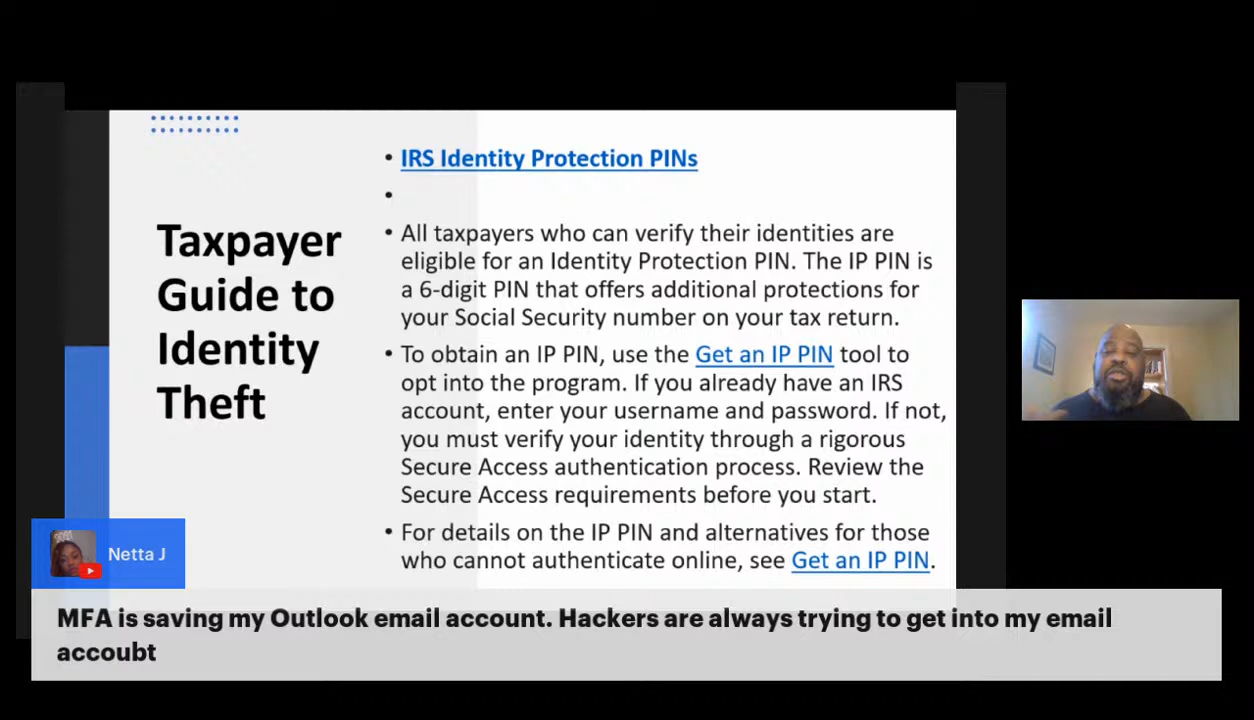 Taxpayer
Guide to
Identity
Theft
IRS Identity Protection PINs
All taxpayers who can verify their identities are
eligible for an Identity Protection PIN. The IP PIN is
a 6-digit PIN that offers additional protections for
your Social Security number on your tax return.
To obtain an IP PIN, use the Get an IP PIN tool to
opt into the program. If you already have an IRS
account, enter your username and password. If not,
you must verify your identity through a rigorous
Secure Access authentication process. Review the
Secure Access requirements before you start.
For details on the IP PIN and alternatives for those
who cannot authenticate online, see Get an IP PIN.
Netta J
MFA is saving my Outlook email account. Hackers are always trying to get into my email
accoubt